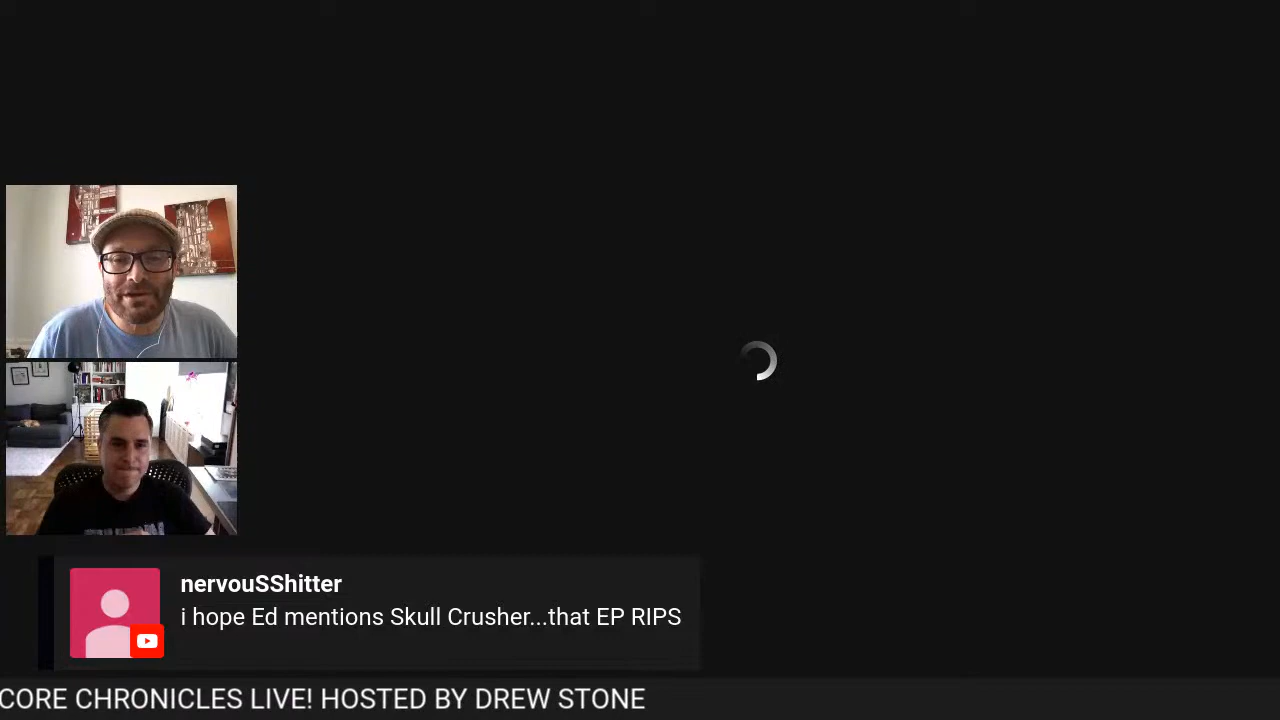 nervouSShitter
i hope Ed mentions Skull Crusher...that EP RIPS
CORE CHRONICLES LIVE! HOSTED BY DREW STONE